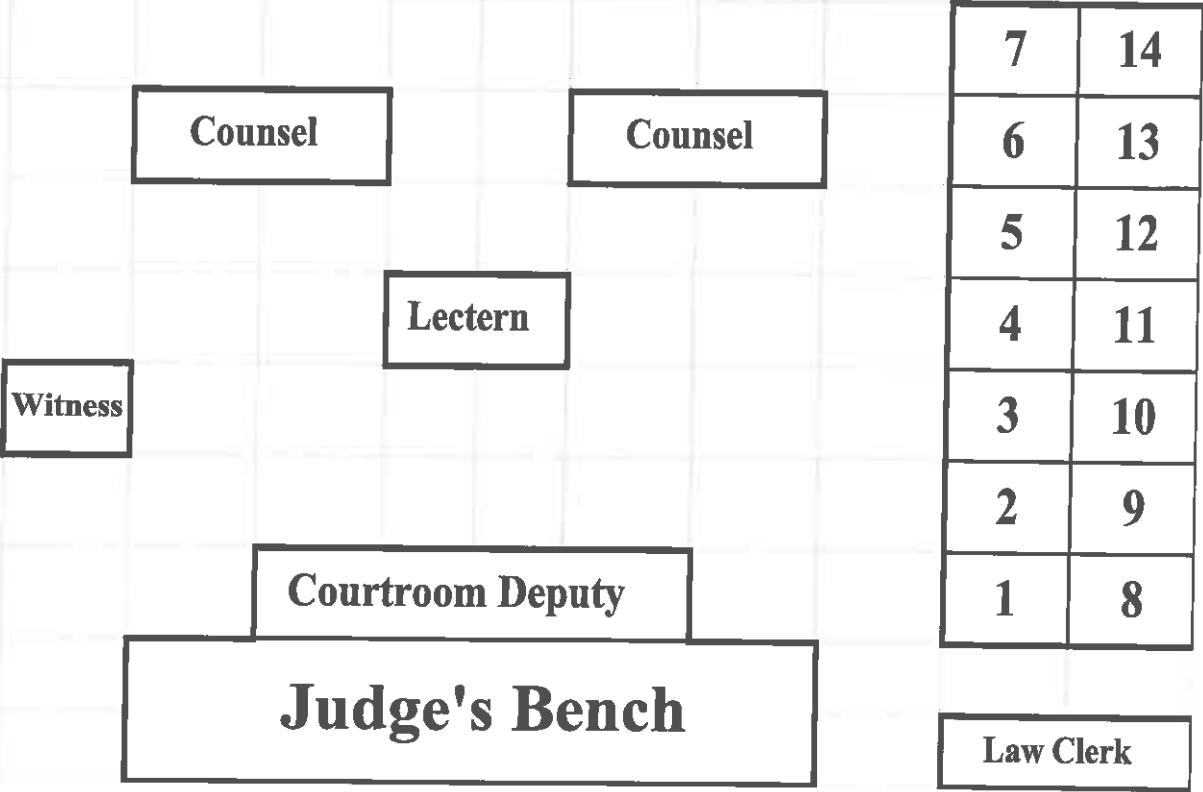 7 14
Counsel Counsel 6 13
5 12
Lectern 4 11
Witness 3 10
2 9
Courtroom Deputy 1 8
Judge's Bench
Law Clerk